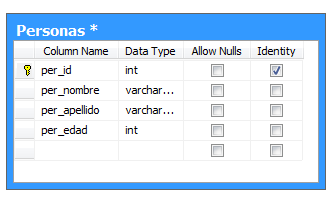 Personas *
Column Name Data Type Allow Nulls Identity
per_id int
per_nombre varchar...
per_apellido varchar...
per_edad int